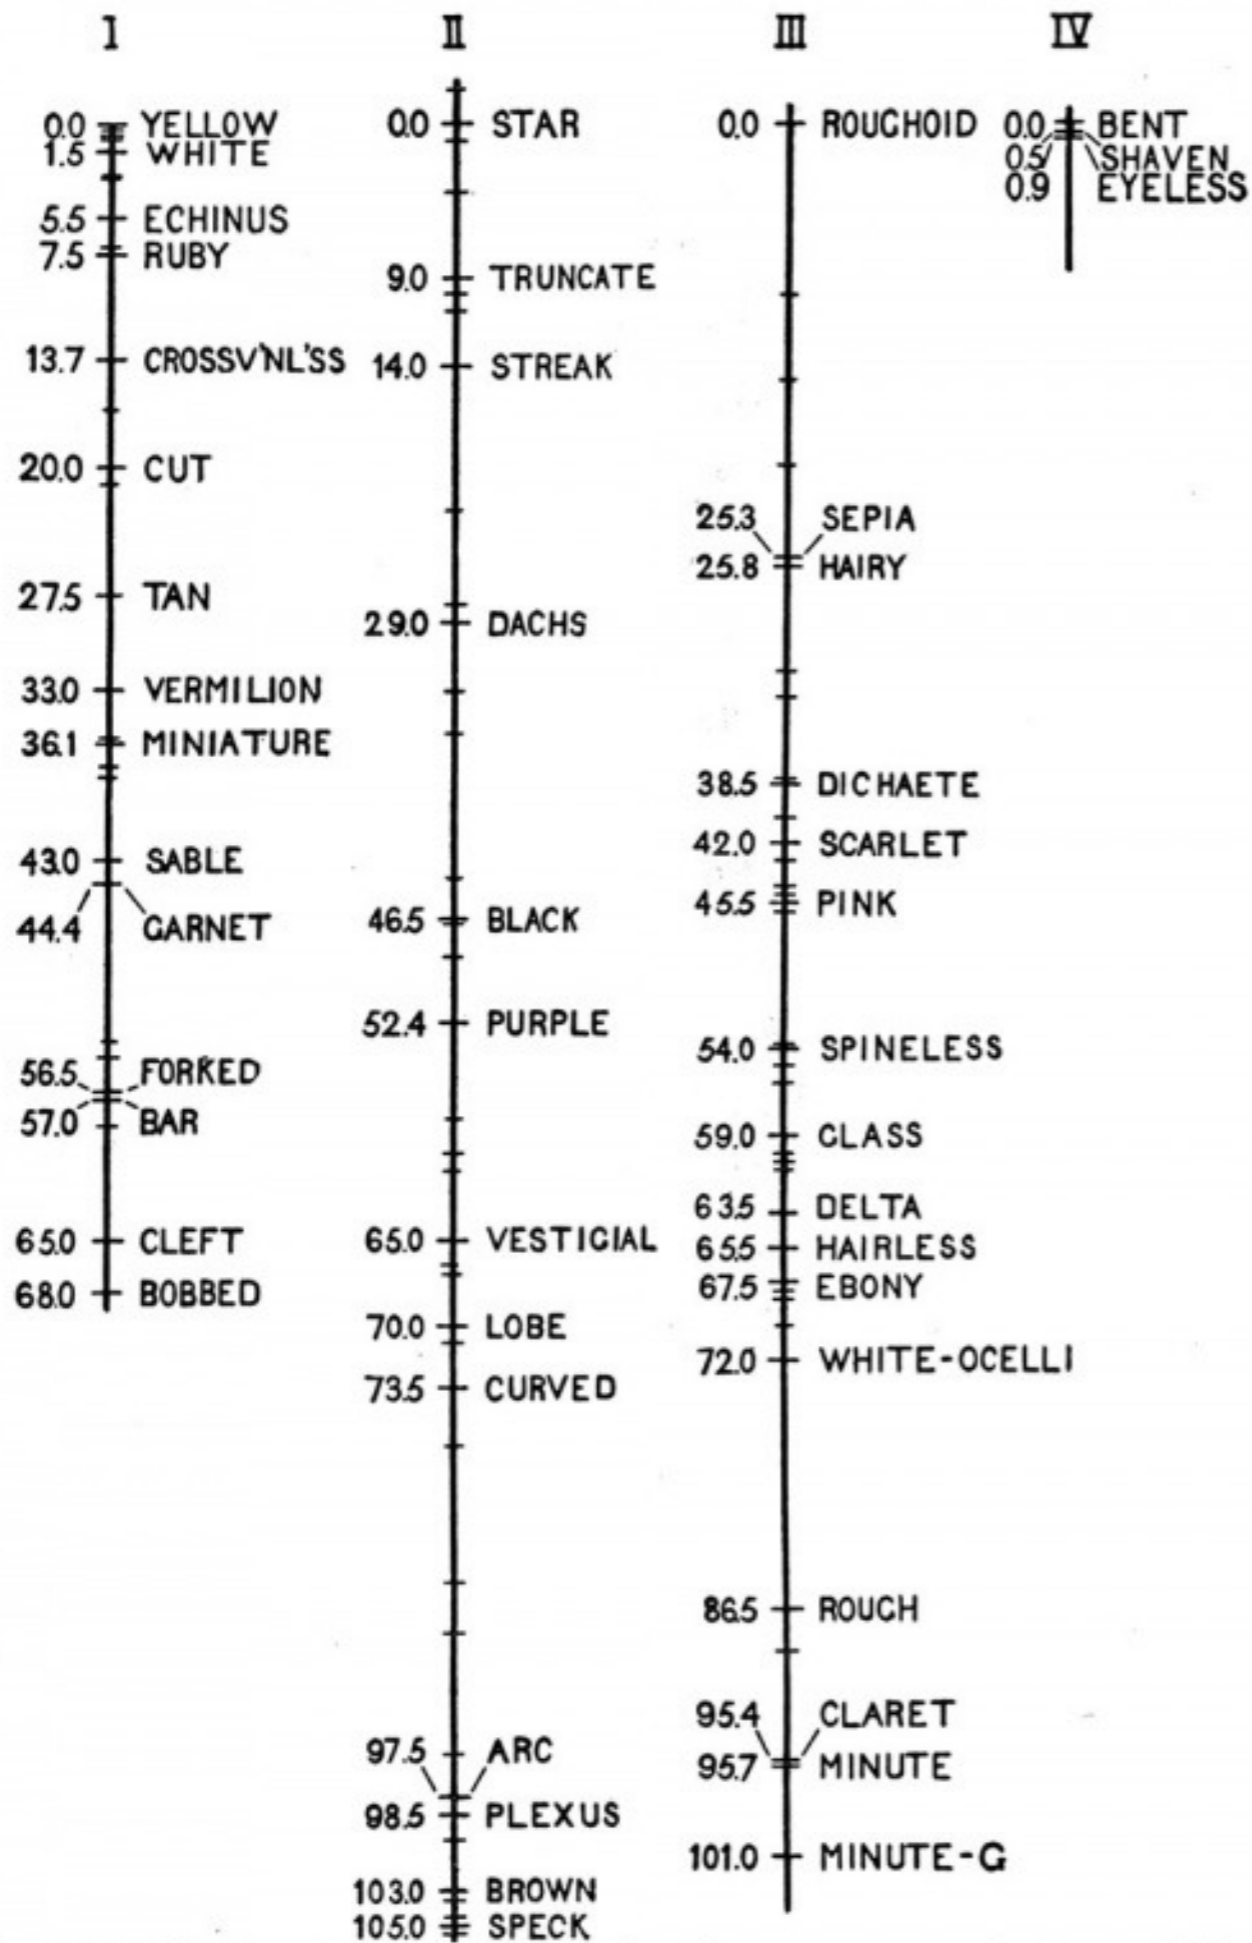 I
0.0 YELLOW
1.5 WHITE
5.5 ECHINUS
7.5 RUBY
13.7 CROSSV'NL'SS
20.0 CUT
27.5 TAN
33.0 VERMILION
36.1 MINIATURE
43.0 SABLE
44.4 GARNET
56.5 FORKED
57.0 BAR
65.0 CLEFT
68.0 BOBBED
II
0.0 STAR
9.0 TRUNCATE
14.0 STREAK
29.0 DACHS
46.5 BLACK
52.4 PURPLE
65.0 VESTIGIAL
70.0 LOBE
73.5 CURVED
97.5 ARC
98.5 PLEXUS
103.0 BROWN
105.0 SPECK
III
0.0 ROUGHOID
25.3 SEPIA
25.8 HAIRY
38.5 DICHAETE
42.0 SCARLET
45.5 PINK
54.0 SPINELESS
59.0 GLASS
63.5 DELTA
65.5 HAIRLESS
67.5 EBONY
72.0 WHITE-OCELLI
86.5 ROUGH
95.4 CLARET
95.7 MINUTE
101.0 MINUTE-G
IV
0.0 BENT
0.5 SHAVEN
0.9 EYELESS